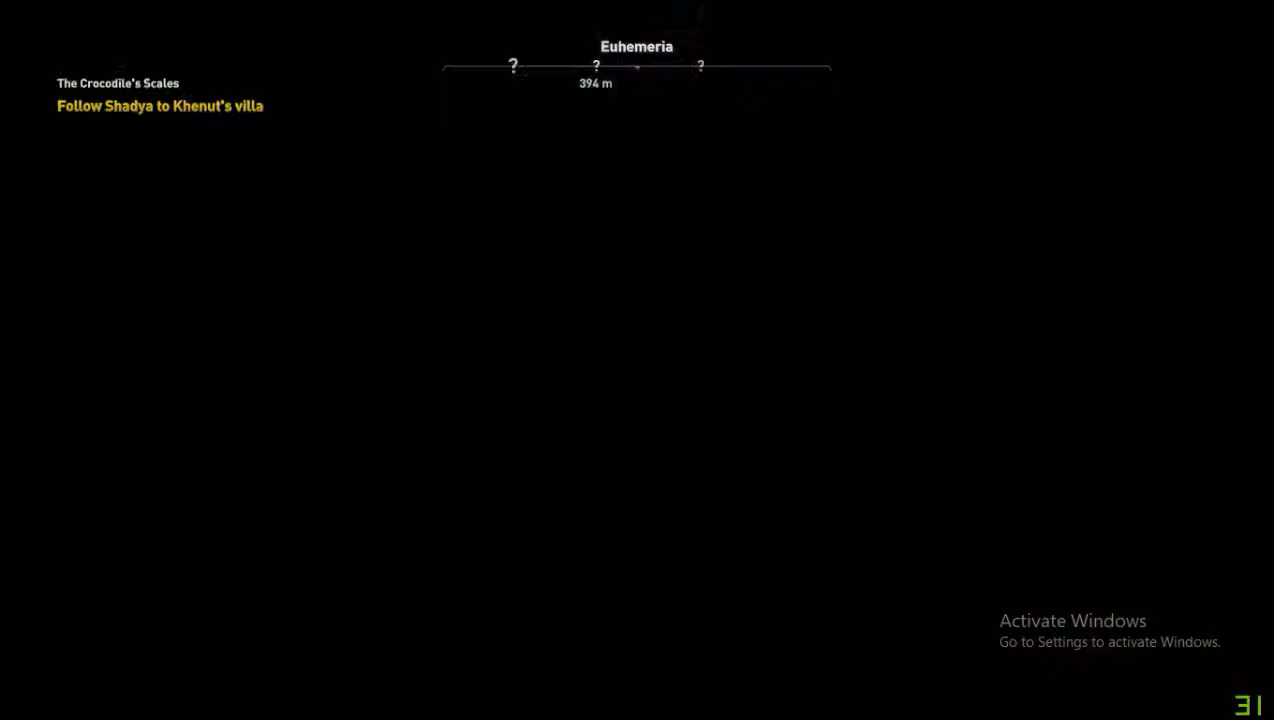 Euhemeria
? ? ?
The Crocodile's Scales
394 m
Follow Shadya to Khenut's villa
Activate Windows
Go to Settings to activate Windows.
31